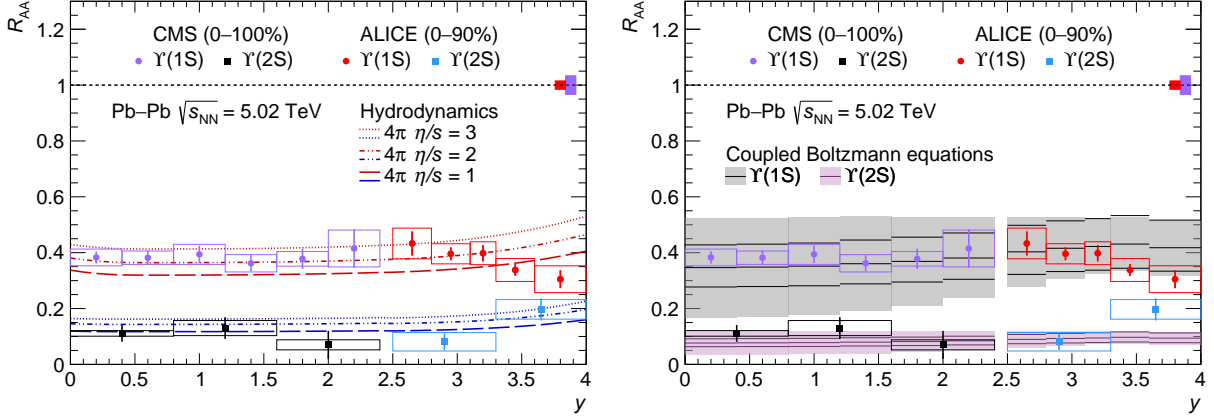 R_AA
1.2
1
0.8
0.6
0.4
0.2
0
CMS (0–100%) ALICE (0–90%)
ϒ(1S) ϒ(2S) ϒ(1S) ϒ(2S)
Pb–Pb √s_NN = 5.02 TeV
Hydrodynamics
4π η/s = 3
4π η/s = 2
4π η/s = 1
0 0.5 1 1.5 2 2.5 3 3.5 4
y
R_AA
1.2
1
0.8
0.6
0.4
0.2
0
CMS (0–100%) ALICE (0–90%)
ϒ(1S) ϒ(2S) ϒ(1S) ϒ(2S)
Pb–Pb √s_NN = 5.02 TeV
Coupled Boltzmann equations
ϒ(1S) ϒ(2S)
0 0.5 1 1.5 2 2.5 3 3.5 4
y